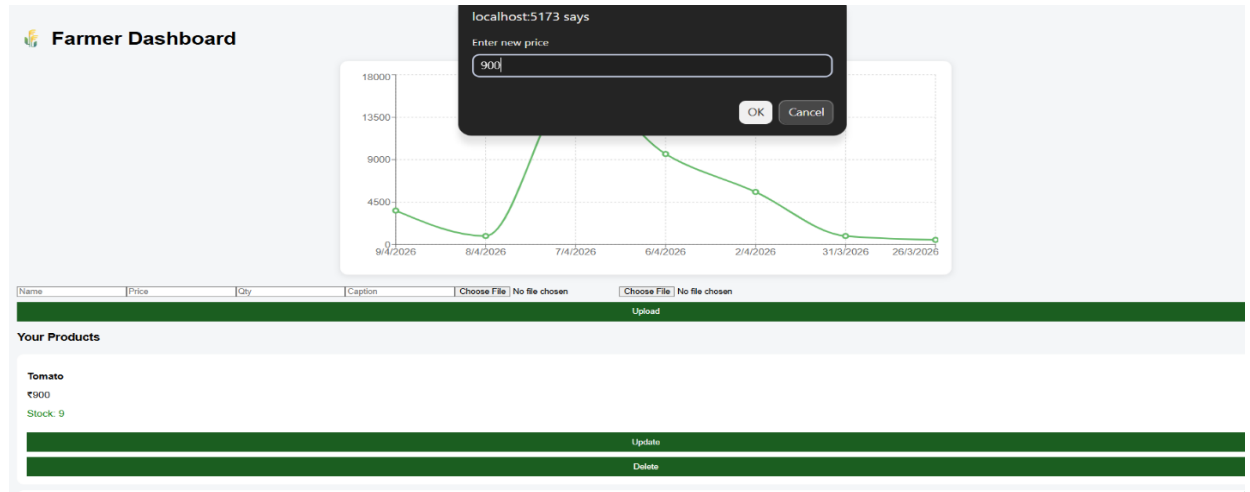 Farmer Dashboard
localhost:5173 says
Enter new price
900
OK Cancel
18000
13500
9000
4500
0
9/4/2026 8/4/2026 7/4/2026 6/4/2026 2/4/2026 31/3/2026 26/3/2026
Name Price Qty Caption Choose File No file chosen Choose File No file chosen
Upload
Your Products
Tomato
₹900
Stock: 9
Update
Delete